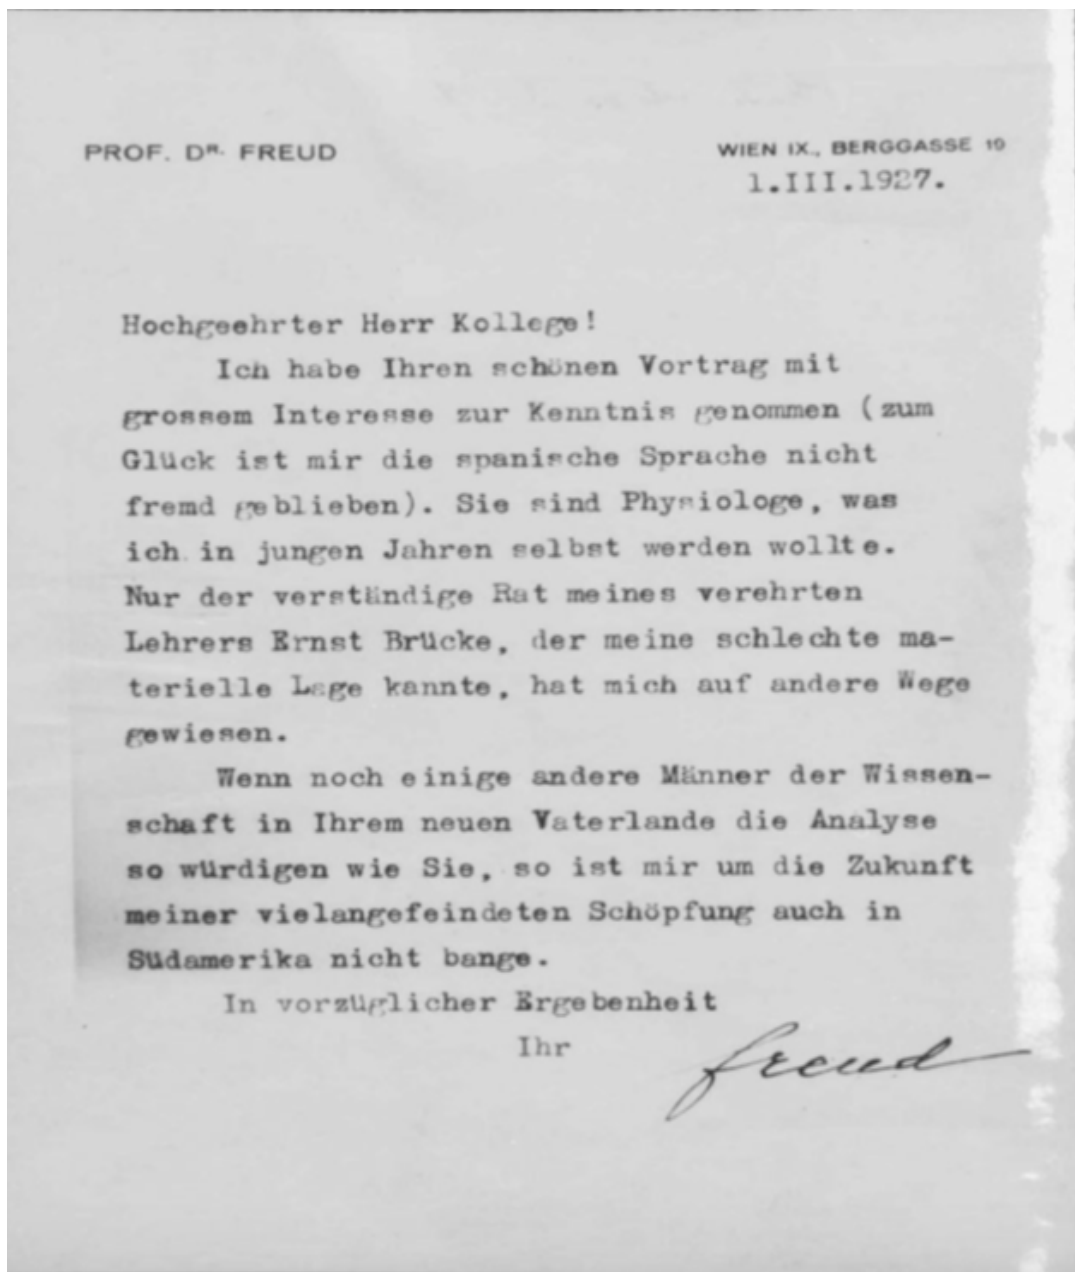 PROF. DR. FREUD
WIEN IX., BERGGASSE 19
1.III.1927.
Hochgeehrter Herr Kollege!
Ich habe Ihren schönen Vortrag mit
grossem Interesse zur Kenntnis genommen (zum
Glück ist mir die spanische Sprache nicht
fremd geblieben). Sie sind Physiologe, was
ich in jungen Jahren selbst werden wollte.
Nur der verständige Rat meines verehrten
Lehrers Ernst Brücke, der meine schlechte ma-
terielle Lage kannte, hat mich auf andere Wege
gewiesen.
Wenn noch einige andere Männer der Wissen-
schaft in Ihrem neuen Vaterlande die Analyse
so würdigen wie Sie, so ist mir um die Zukunft
meiner vielangefeindeten Schöpfung auch in
Südamerika nicht bange.
In vorzüglicher Ergebenheit
Ihr
Freud